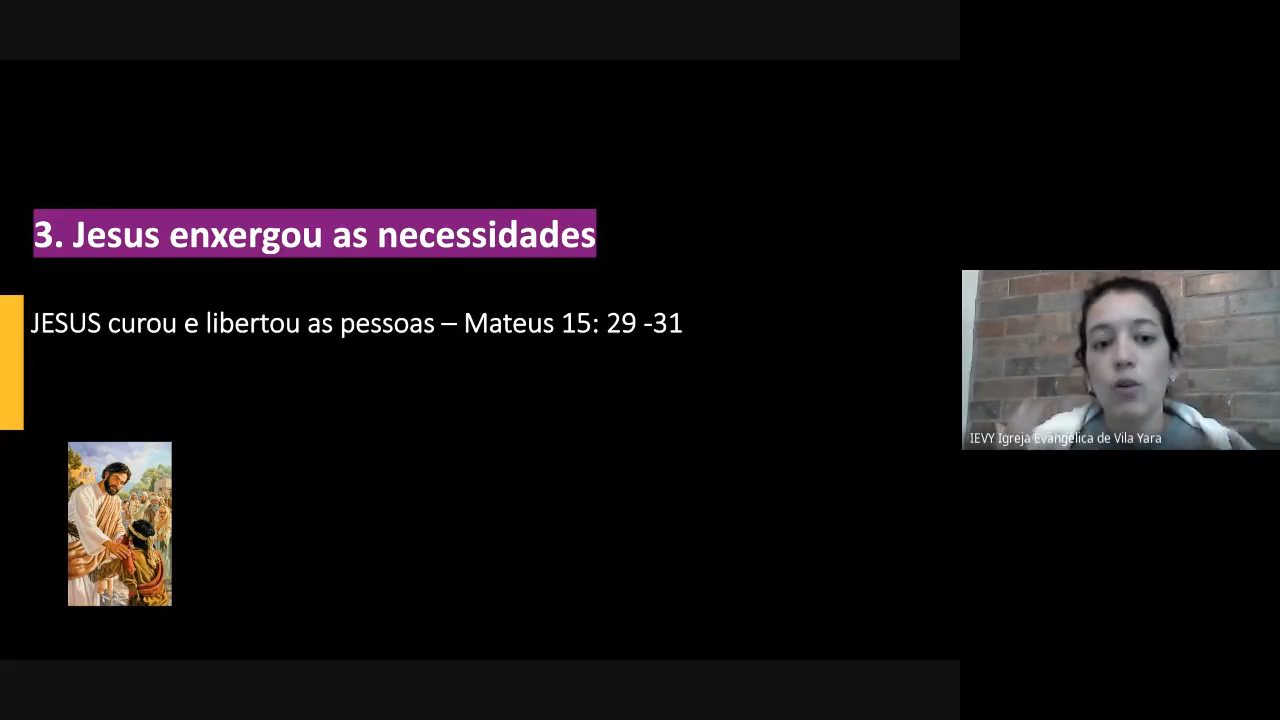 3. Jesus enxergou as necessidades
JESUS curou e libertou as pessoas – Mateus 15: 29 -31
IEVY Igreja Evangélica de Vila Yara